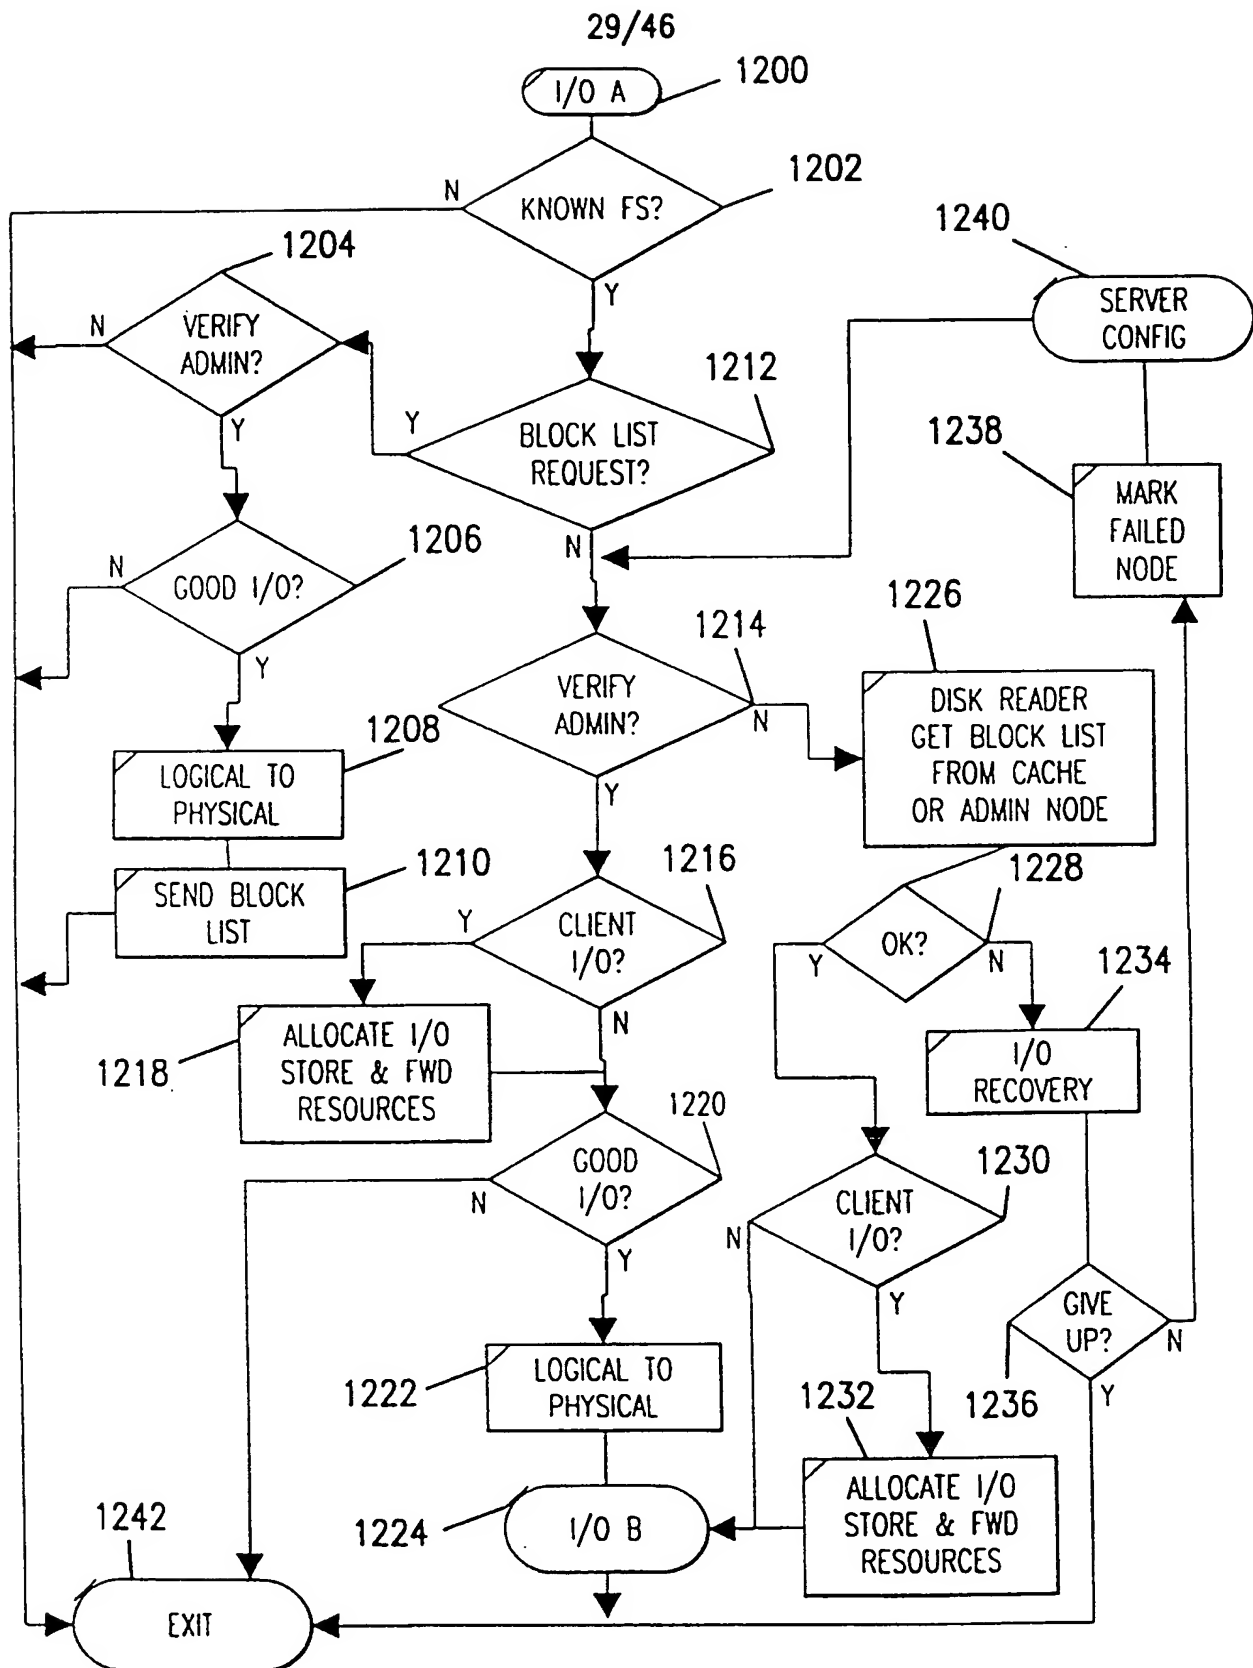 29/46
I/O A
1200
KNOWN FS?
1202
N
Y
1204
VERIFY
ADMIN?
N
Y
1240
SERVER
CONFIG
1212
BLOCK LIST
REQUEST?
Y
N
1238
MARK
FAILED
NODE
1206
GOOD I/O?
N
Y
1214
VERIFY
ADMIN?
N
Y
1226
DISK READER
GET BLOCK LIST
FROM CACHE
OR ADMIN NODE
1208
LOGICAL TO
PHYSICAL
1210
SEND BLOCK
LIST
1216
CLIENT
I/O?
Y
N
1228
OK?
Y
N
1234
I/O
RECOVERY
1218
ALLOCATE I/O
STORE & FWD
RESOURCES
1220
GOOD
I/O?
N
Y
1230
CLIENT
I/O?
N
Y
GIVE
UP?
N
Y
1236
1222
LOGICAL TO
PHYSICAL
1232
ALLOCATE I/O
STORE & FWD
RESOURCES
1224
I/O B
1242
EXIT